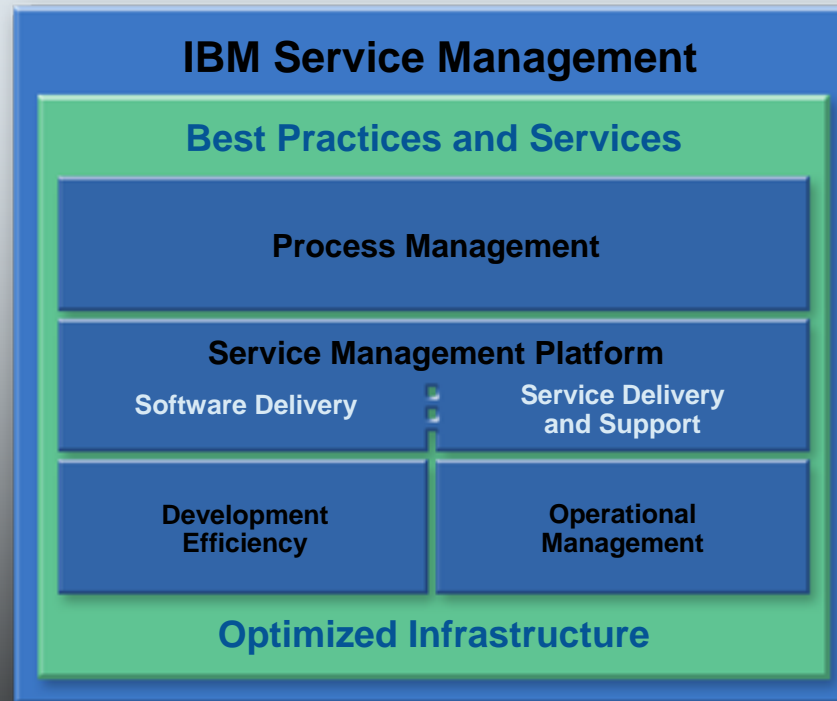 IBM Service Management
Best Practices and Services
Process Management
Service Management Platform
Software Delivery
Service Delivery
and Support
Development
Efficiency
Operational
Management
Optimized Infrastructure